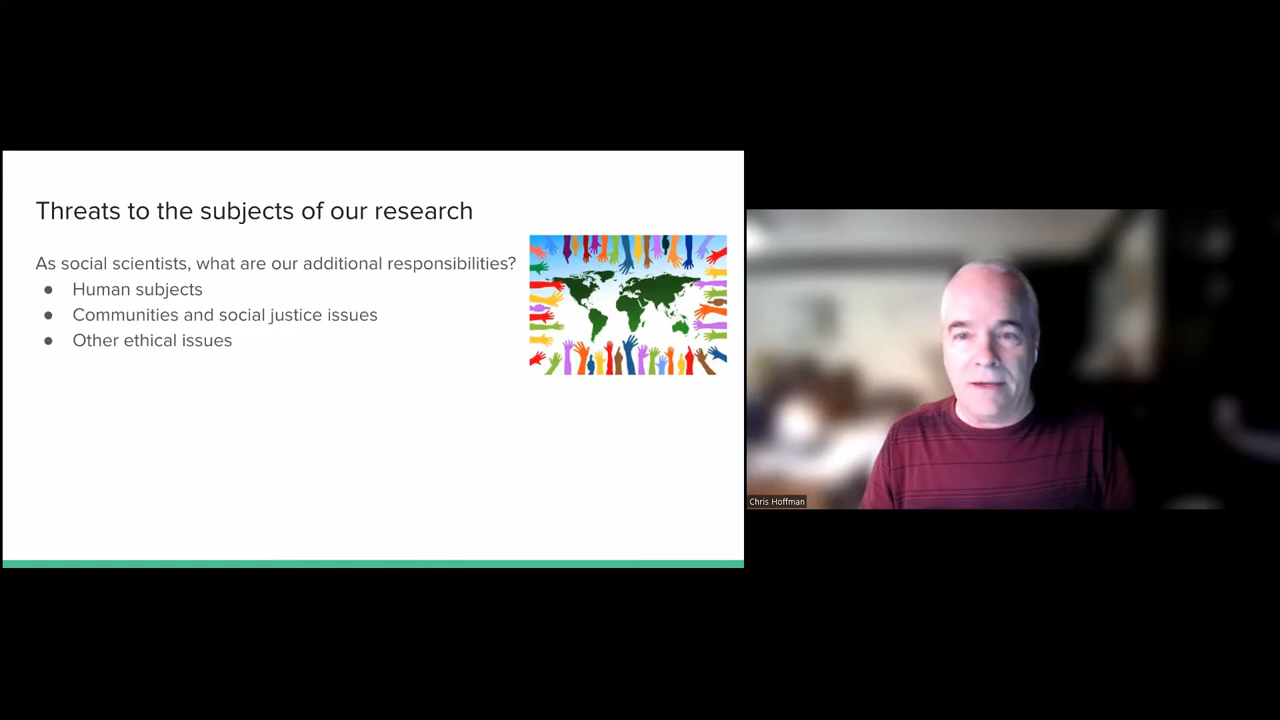 Threats to the subjects of our research
As social scientists, what are our additional responsibilities?
● Human subjects
● Communities and social justice issues
● Other ethical issues
Chris Hoffman